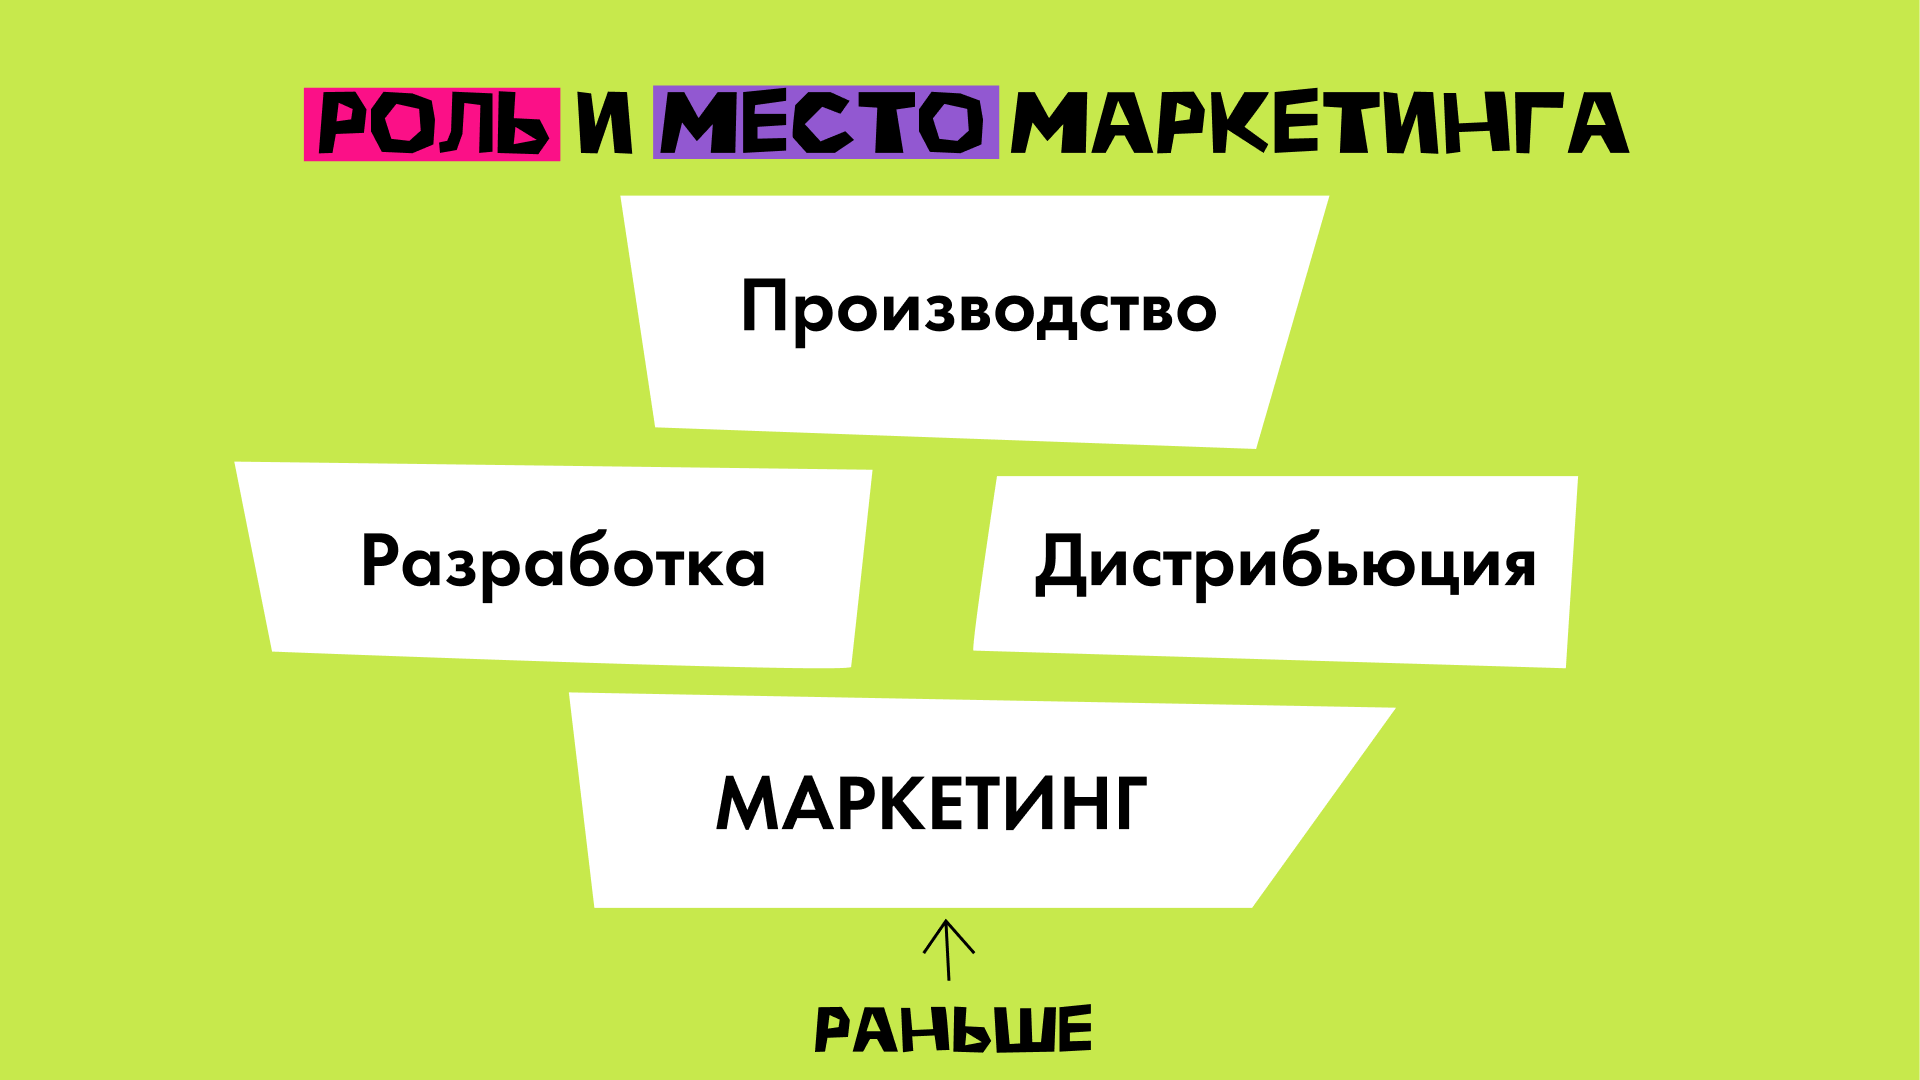 РОЛЬ И МЕСТО МАРКЕТИНГА
Производство
Разработка
Дистрибьюция
МАРКЕТИНГ
РАНЬШЕ